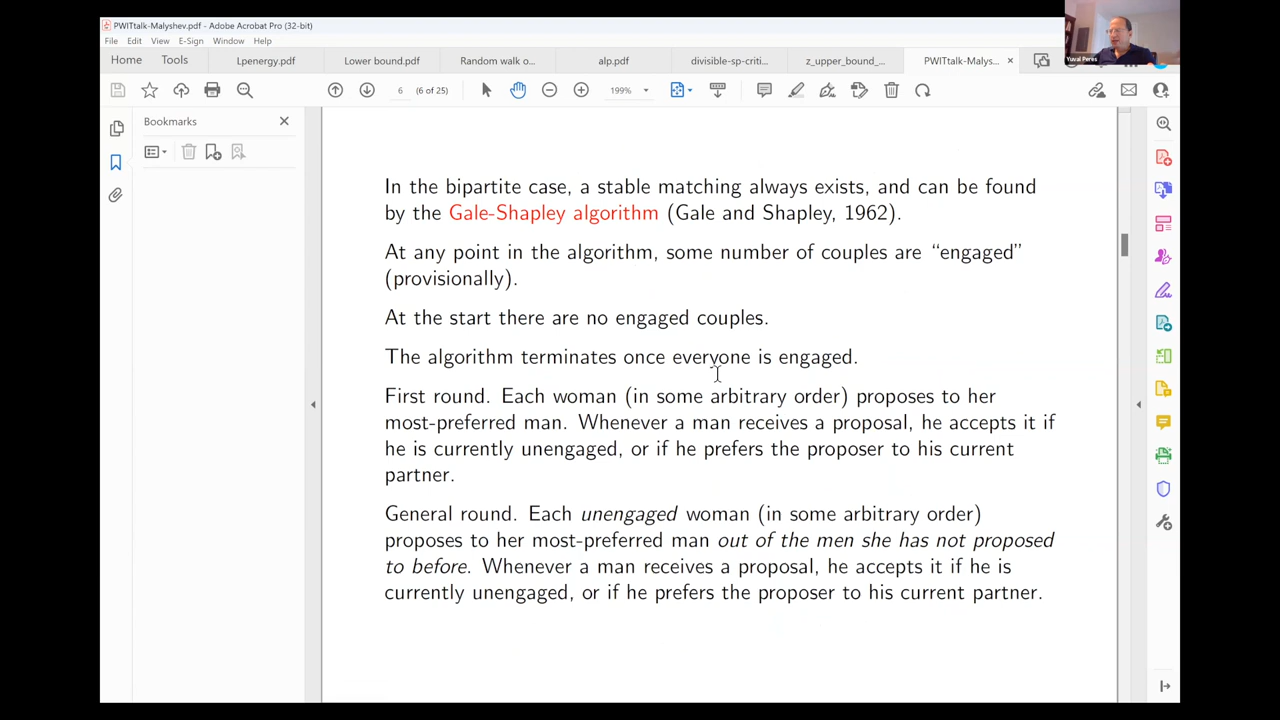 PWITtalk-Malyshev.pdf - Adobe Acrobat Pro (32-bit)
File Edit View E-Sign Window Help
Home Tools Lpenergy.pdf Lower bound.pdf Random walk o... alp.pdf divisible-sp-criti... z_upper_bound_... PWITtalk-Malys...
6 (6 of 25) 199%
Yuval Peres
Bookmarks
In the bipartite case, a stable matching always exists, and can be found
by the Gale-Shapley algorithm (Gale and Shapley, 1962).
At any point in the algorithm, some number of couples are “engaged”
(provisionally).
At the start there are no engaged couples.
The algorithm terminates once everyone is engaged.
First round. Each woman (in some arbitrary order) proposes to her
most-preferred man. Whenever a man receives a proposal, he accepts it if
he is currently unengaged, or if he prefers the proposer to his current
partner.
General round. Each unengaged woman (in some arbitrary order)
proposes to her most-preferred man out of the men she has not proposed
to before. Whenever a man receives a proposal, he accepts it if he is
currently unengaged, or if he prefers the proposer to his current partner.